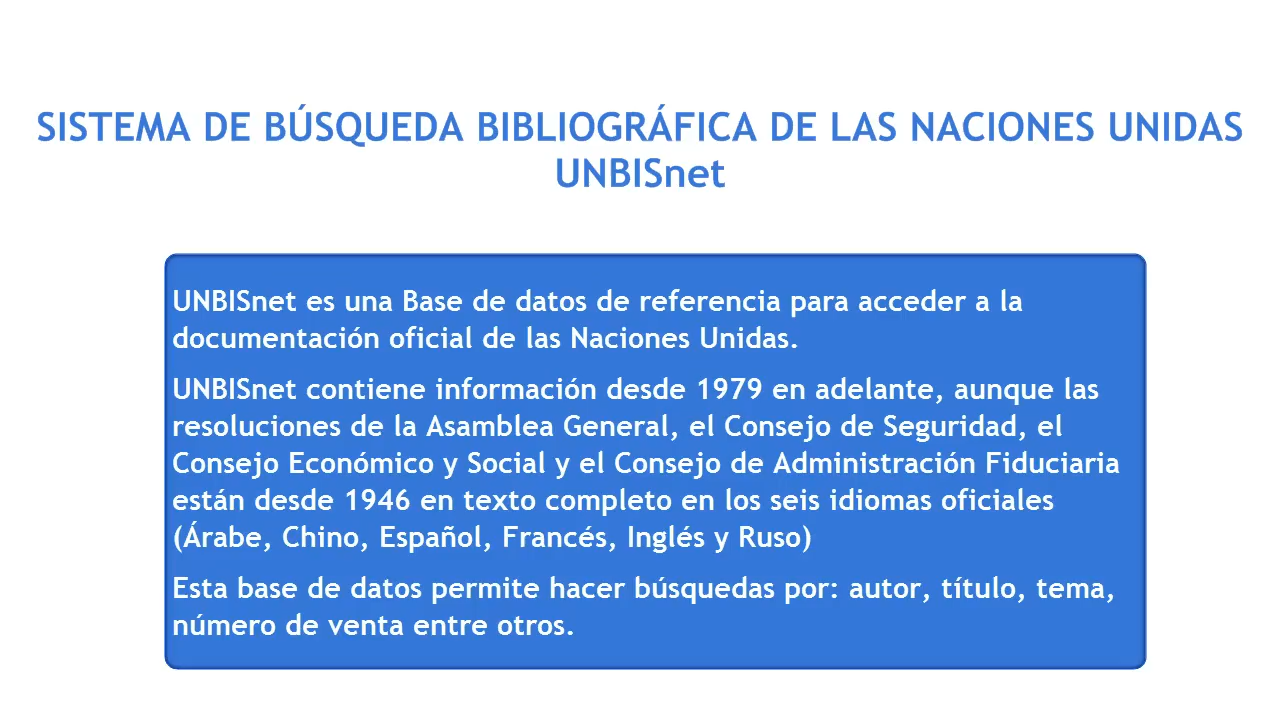 SISTEMA DE BÚSQUEDA BIBLIOGRÁFICA DE LAS NACIONES UNIDAS
UNBISnet
UNBISnet es una Base de datos de referencia para acceder a la
documentación oficial de las Naciones Unidas.
UNBISnet contiene información desde 1979 en adelante, aunque las
resoluciones de la Asamblea General, el Consejo de Seguridad, el
Consejo Económico y Social y el Consejo de Administración Fiduciaria
están desde 1946 en texto completo en los seis idiomas oficiales
(Árabe, Chino, Español, Francés, Inglés y Ruso)
Esta base de datos permite hacer búsquedas por: autor, título, tema,
número de venta entre otros.